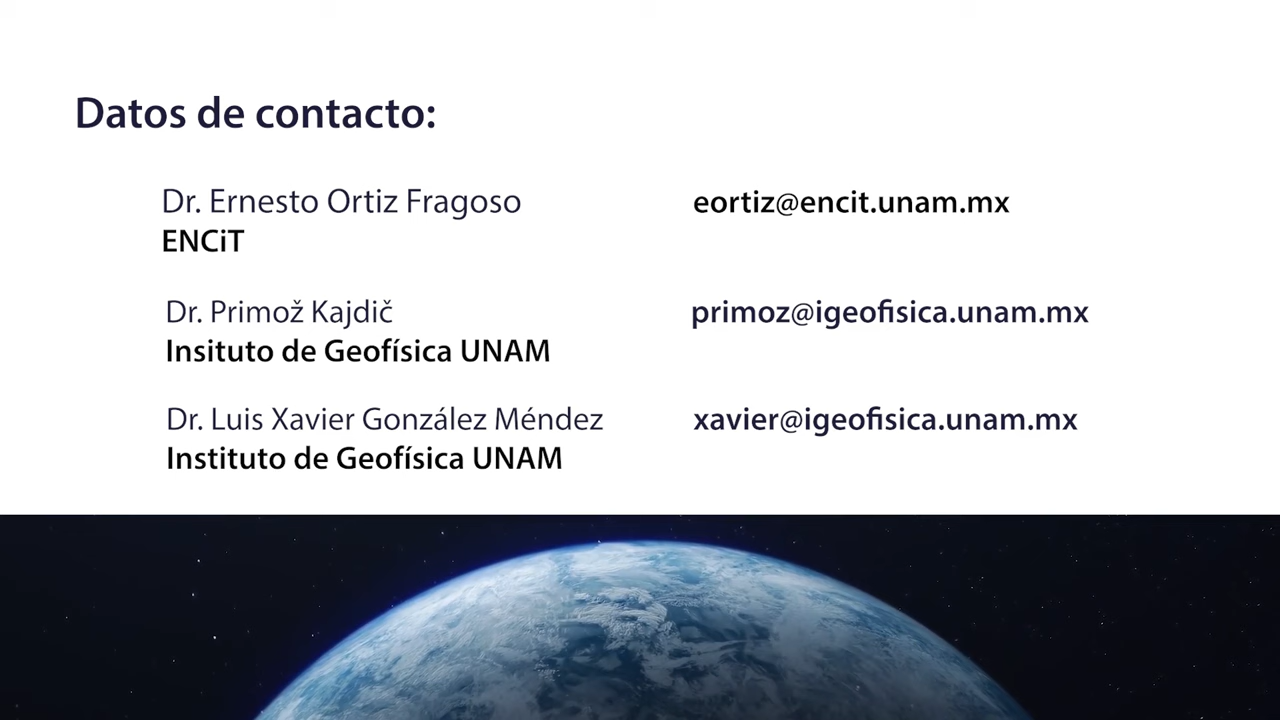 Datos de contacto:
Dr. Ernesto Ortiz Fragoso eortiz@encit.unam.mx
ENCiT
Dr. Primož Kajdič primoz@igeofisica.unam.mx
Insituto de Geofísica UNAM
Dr. Luis Xavier González Méndez xavier@igeofisica.unam.mx
Instituto de Geofísica UNAM